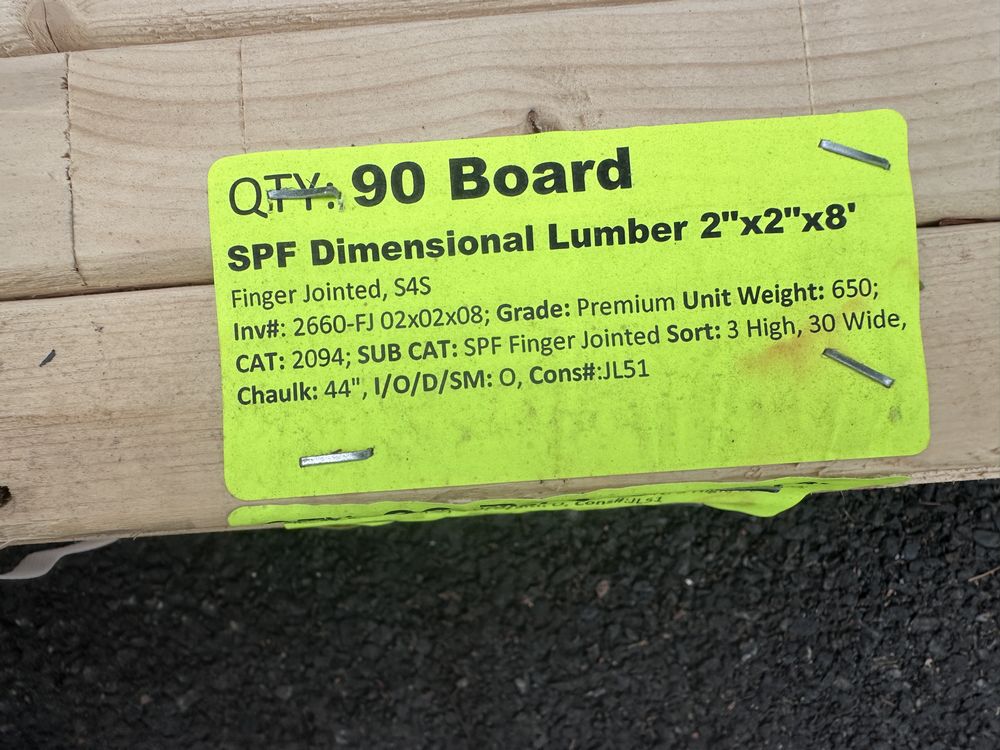 QTY: 90 Board
SPF Dimensional Lumber 2"x2"x8'
Finger Jointed, S4S
Inv#: 2660-FJ 02x02x08; Grade: Premium Unit Weight: 650;
CAT: 2094; SUB CAT: SPF Finger Jointed Sort: 3 High, 30 Wide,
Chaulk: 44", I/O/D/SM: O, Cons#:JL51
O, Cons#:JL51